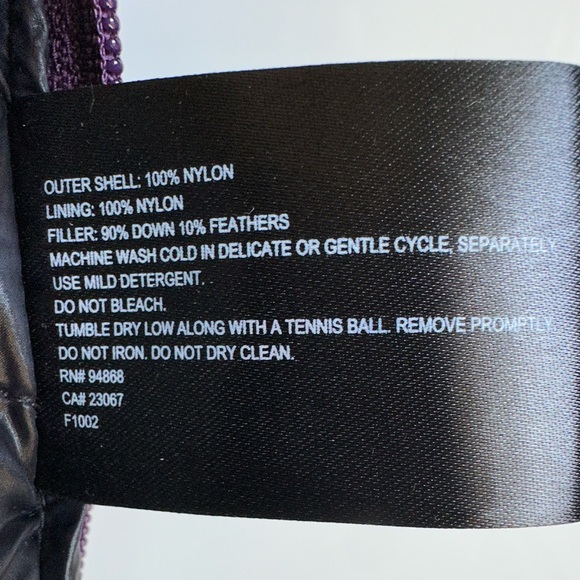 OUTER SHELL: 100% NYLON
LINING: 100% NYLON
FILLER: 90% DOWN 10% FEATHERS
MACHINE WASH COLD IN DELICATE OR GENTLE CYCLE, SEPARATELY
USE MILD DETERGENT.
DO NOT BLEACH.
TUMBLE DRY LOW ALONG WITH A TENNIS BALL. REMOVE PROMPTLY.
DO NOT IRON. DO NOT DRY CLEAN.
RN# 94868
CA# 23067
F1002